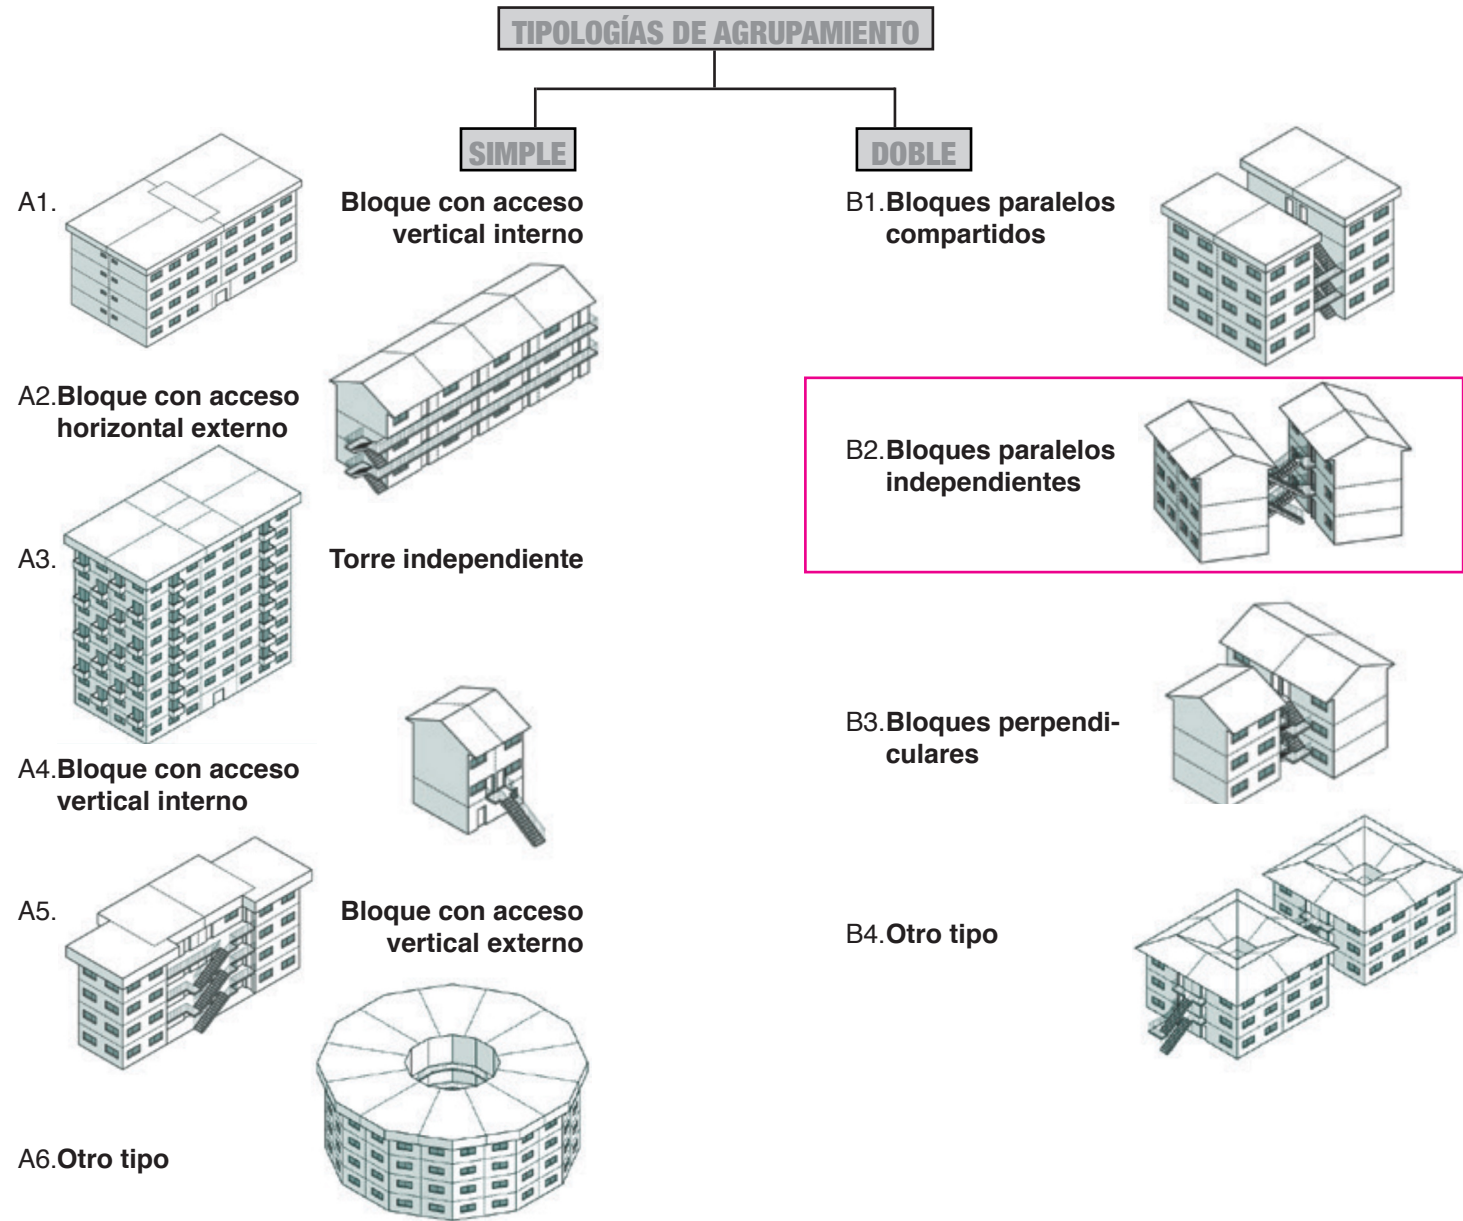 TIPOLOGÍAS DE AGRUPAMIENTO
SIMPLE
A1.
Bloque con acceso
vertical interno
A2.Bloque con acceso
horizontal externo
A3.
Torre independiente
A4.Bloque con acceso
vertical interno
A5.
Bloque con acceso
vertical externo
A6.Otro tipo
DOBLE
B1.Bloques paralelos
compartidos
B2.Bloques paralelos
independientes
B3.Bloques perpendi-
culares
B4.Otro tipo